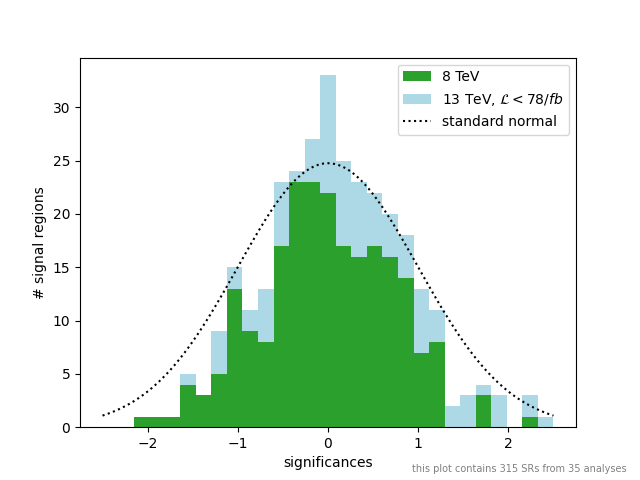 8 TeV
13 TeV, ℒ < 78/fb
standard normal
# signal regions
30
25
20
15
10
5
0
−2
−1
0
1
2
significances
this plot contains 315 SRs from 35 analyses